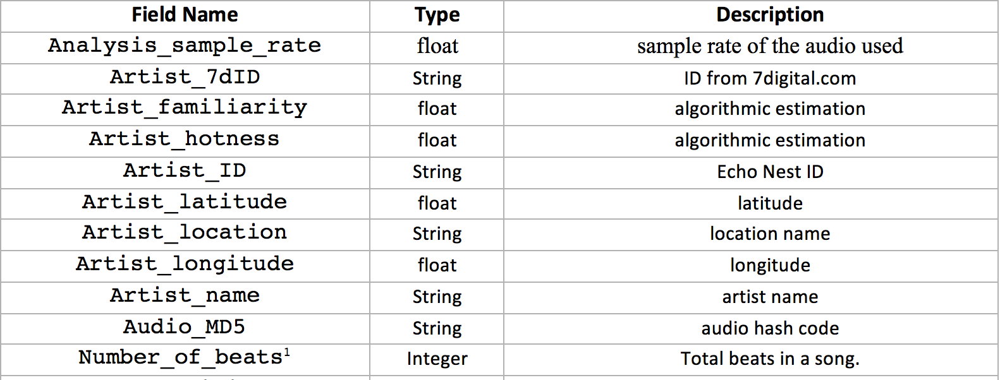 Field Name Type Description
Analysis_sample_rate float sample rate of the audio used
Artist_7dID String ID from 7digital.com
Artist_familiarity float algorithmic estimation
Artist_hotness float algorithmic estimation
Artist_ID String Echo Nest ID
Artist_latitude float latitude
Artist_location String location name
Artist_longitude float longitude
Artist_name String artist name
Audio_MD5 String audio hash code
Number_of_beats¹ Integer Total beats in a song.